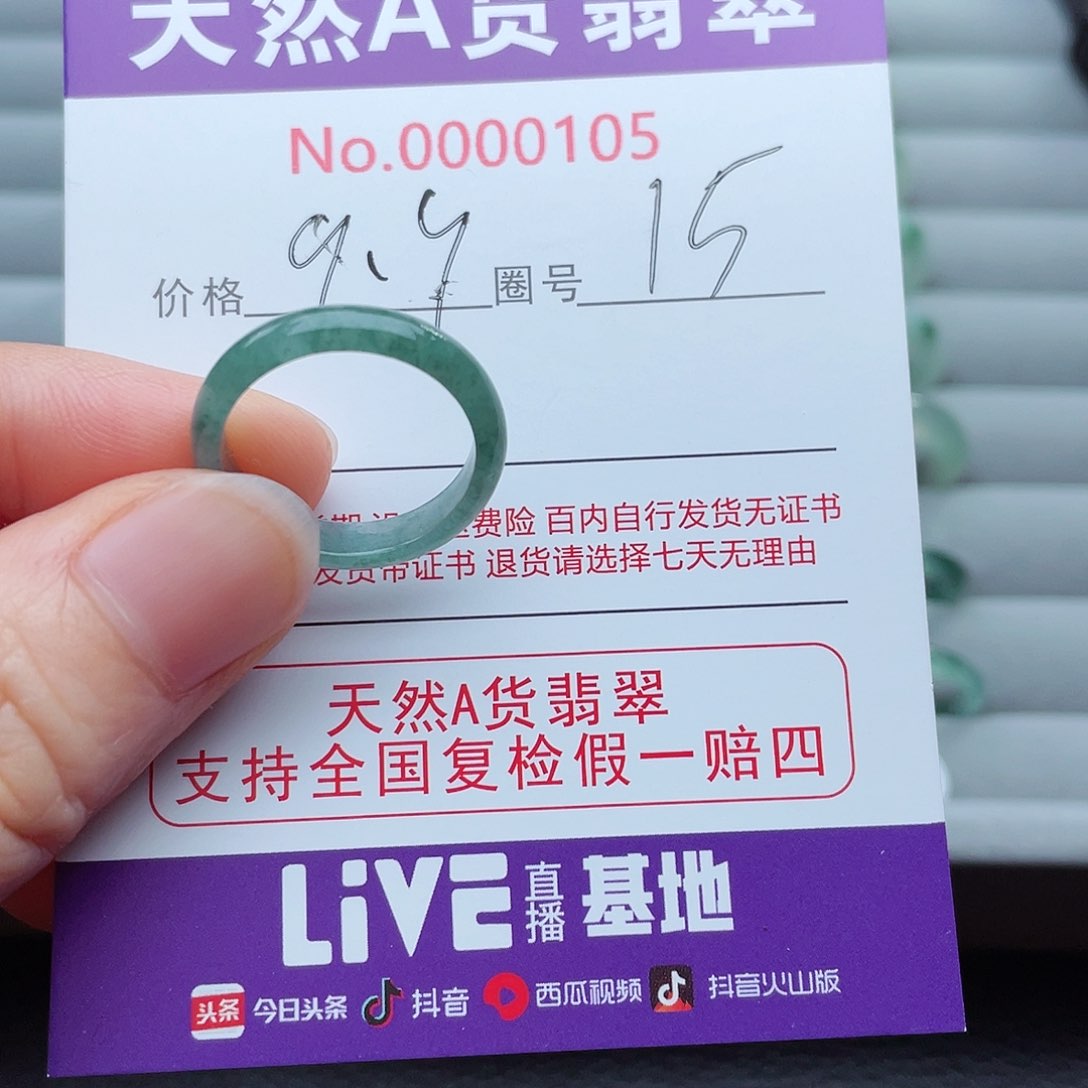 天然A货翡翠
No.0000105
价格 9.9 圈号 15
费险 百内自行发货无证书
发货带证书 退货请选择七天无理由
天然A货翡翠
支持全国复检假一赔四
LiVE 直播 基地
头条 今日头条 抖音 西瓜视频 抖音火山版